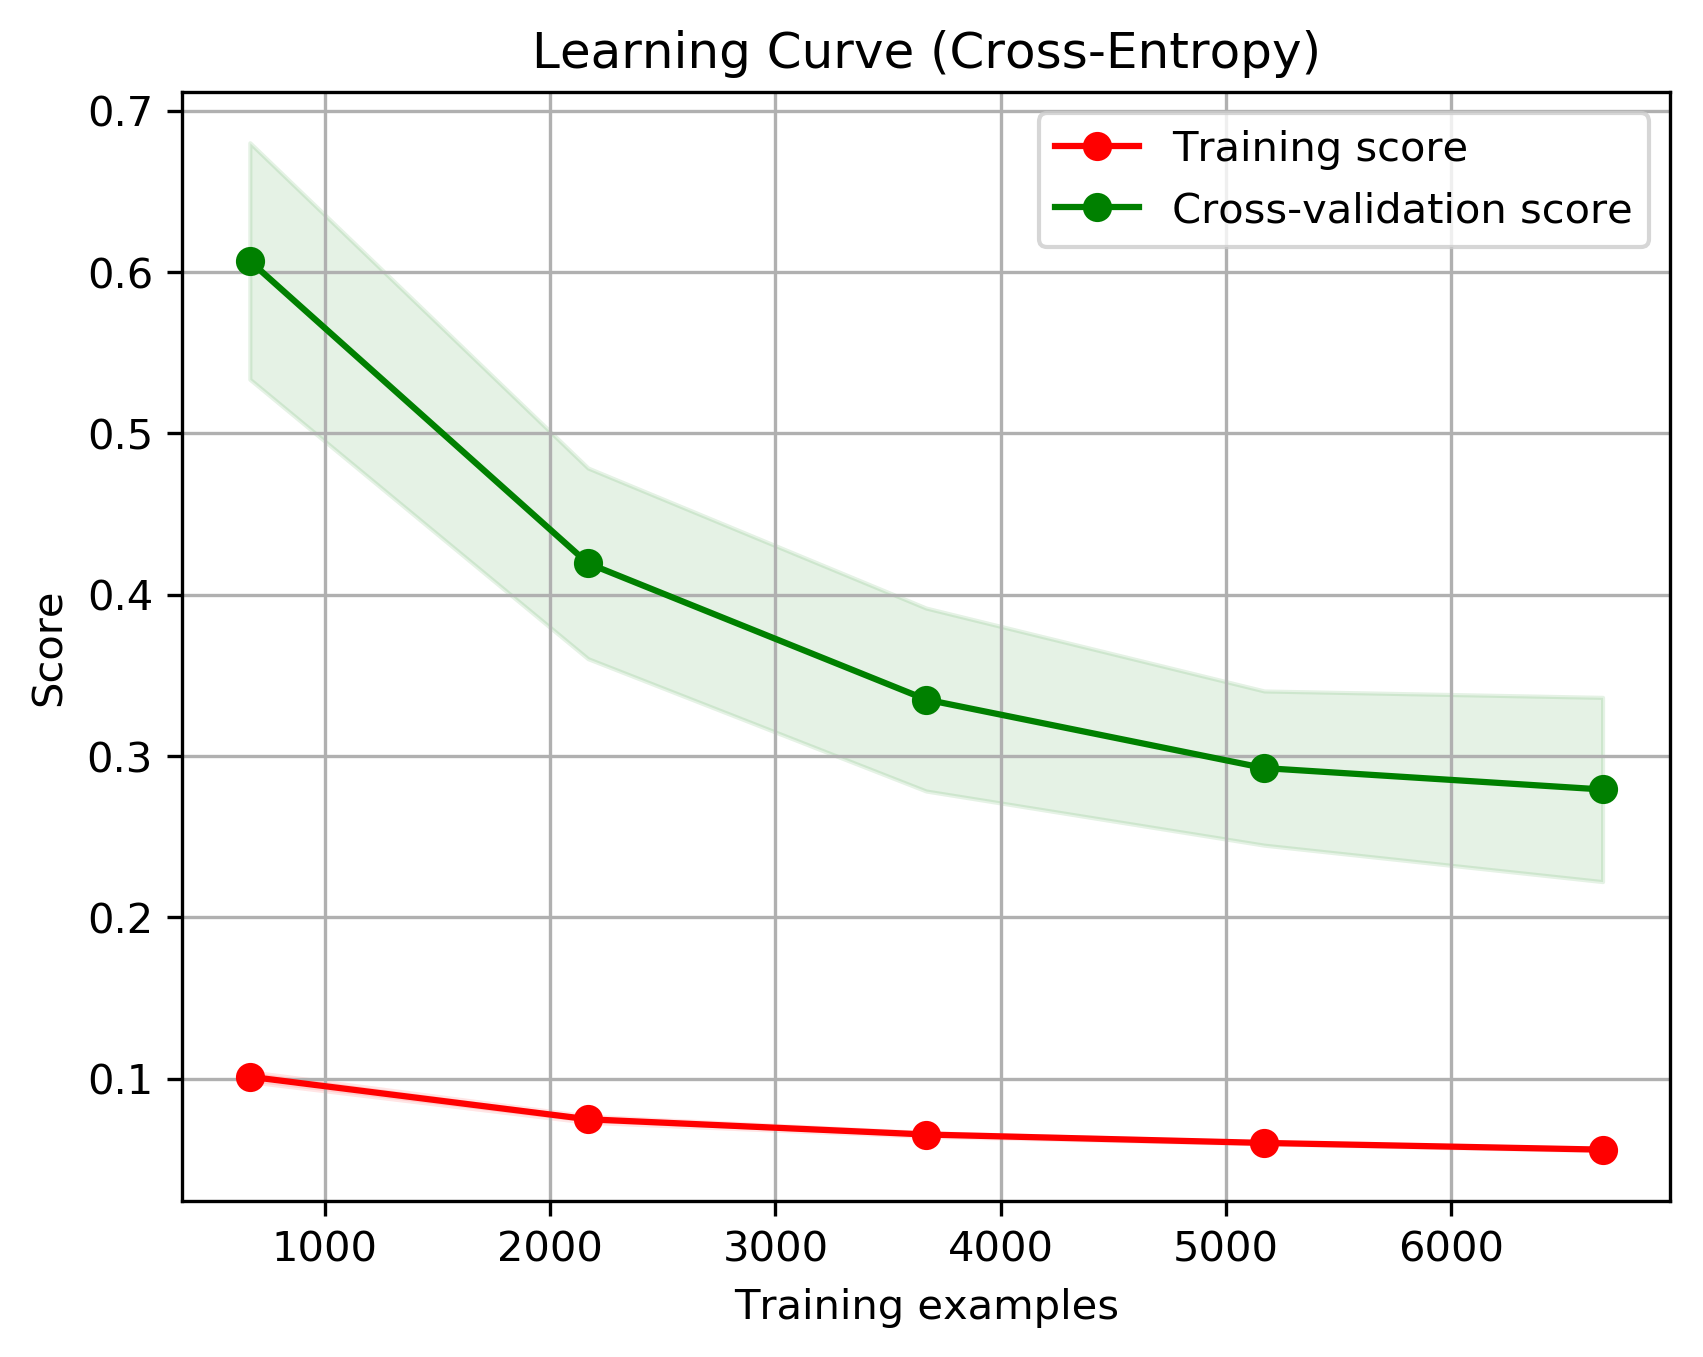 Learning Curve (Cross-Entropy)
Training score
Cross-validation score
Score
0.7
0.6
0.5
0.4
0.3
0.2
0.1
1000 2000 3000 4000 5000 6000
Training examples